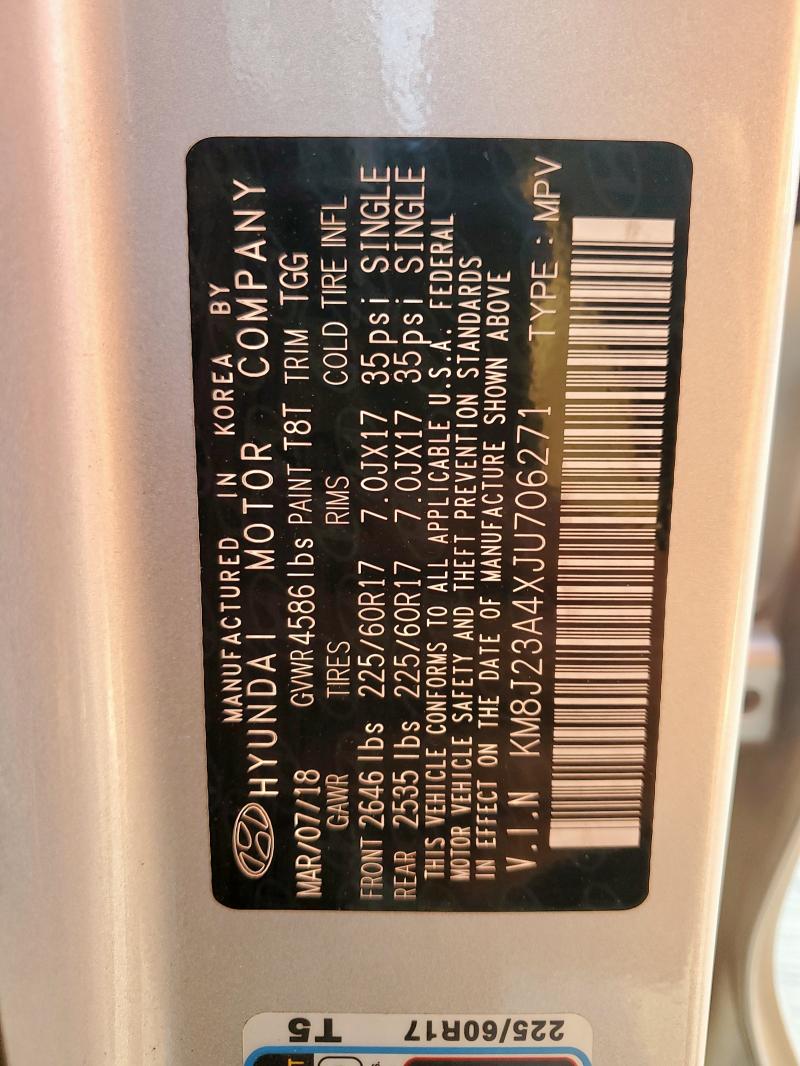 MANUFACTURED IN KOREA BY
HYUNDAI MOTOR COMPANY
MAR/07/18 GVWR 4586 lbs PAINT T8T TRIM TGG
GAWR TIRES RIMS COLD TIRE INFL
FRONT 2646 lbs 225/60R17 7.0JX17 35psi SINGLE
REAR 2535 lbs 225/60R17 7.0JX17 35psi SINGLE
THIS VEHICLE CONFORMS TO ALL APPLICABLE U.S.A. FEDERAL
MOTOR VEHICLE SAFETY AND THEFT PREVENTION STANDARDS
IN EFFECT ON THE DATE OF MANUFACTURE SHOWN ABOVE
V.I.N KM8J23A4XJU706271 TYPE : MPV
225/60R17 T5